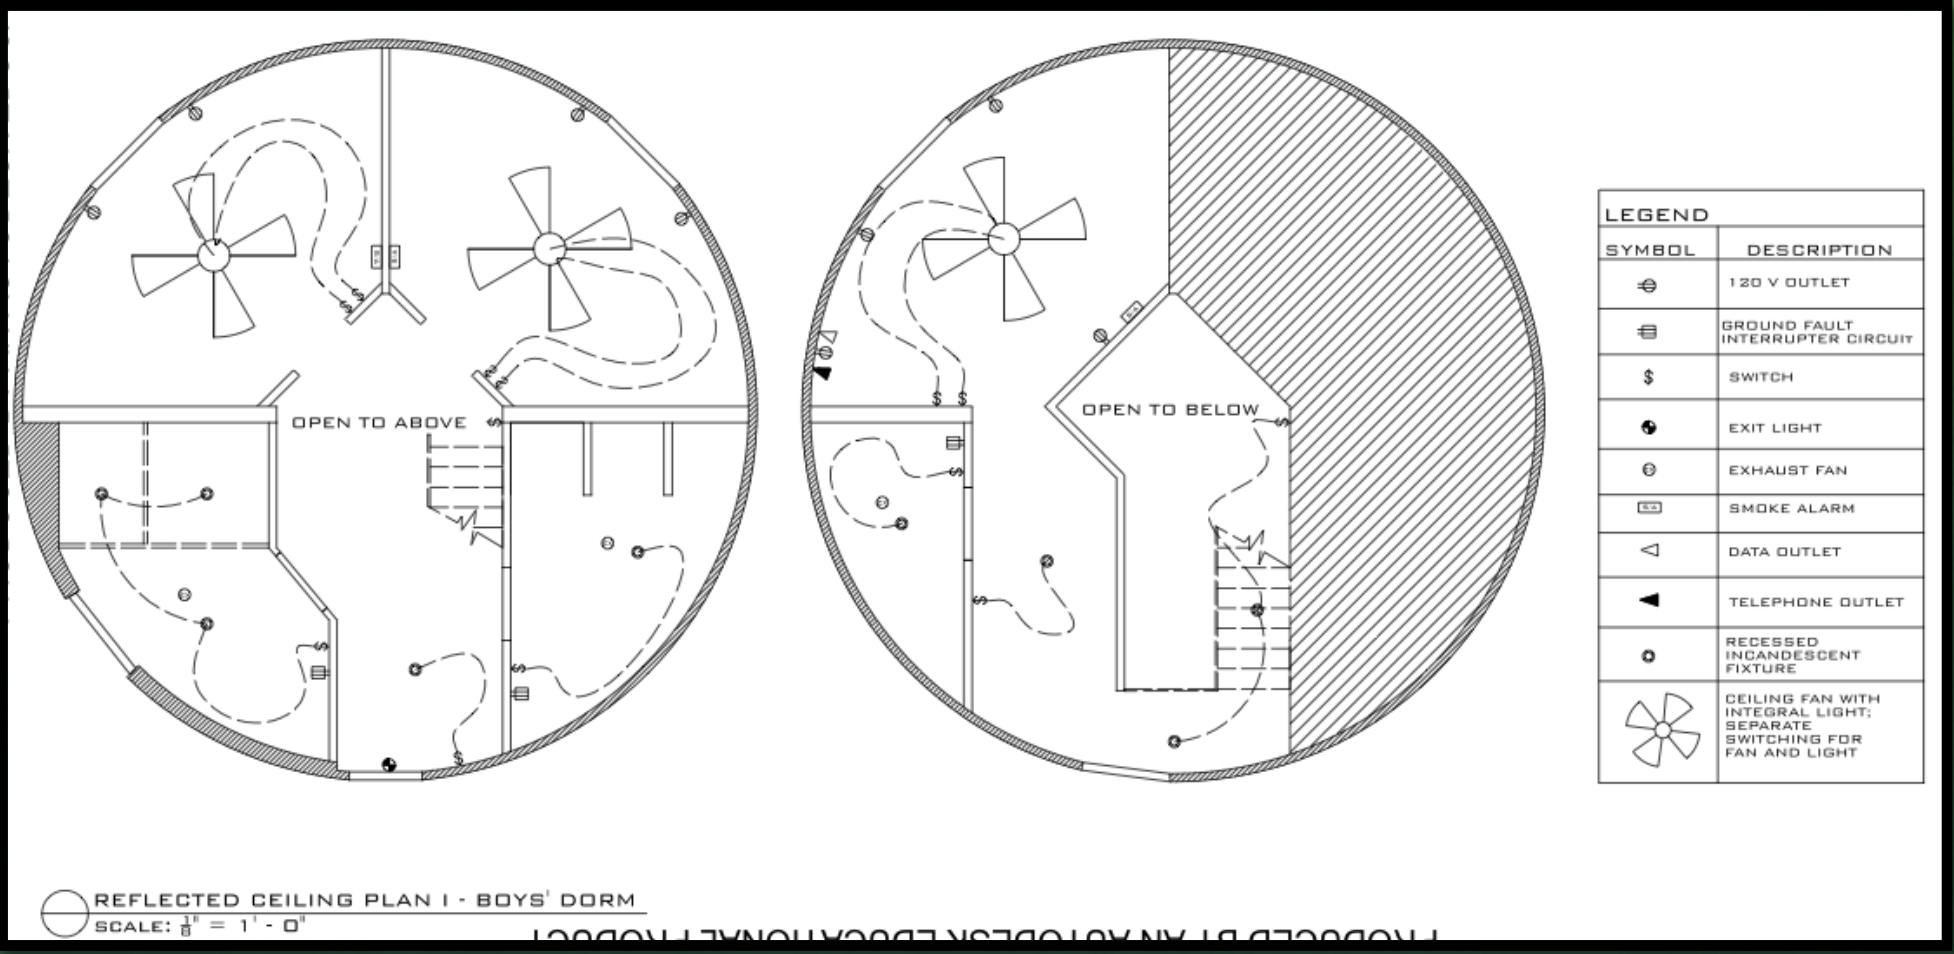 OPEN TO ABOVE
OPEN TO BELOW
$
$
$
$
$
$
$
$
$
$
$
$
$
S.A.
LEGEND
SYMBOL DESCRIPTION
120 V OUTLET
GROUND FAULT
INTERRUPTER CIRCUIT
$ SWITCH
EXIT LIGHT
EXHAUST FAN
S.A. SMOKE ALARM
DATA OUTLET
TELEPHONE OUTLET
RECESSED
INCANDESCENT
FIXTURE
CEILING FAN WITH
INTEGRAL LIGHT;
SEPARATE
SWITCHING FOR
FAN AND LIGHT
REFLECTED CEILING PLAN I - BOYS' DORM
SCALE: 1/8" = 1' - 0"
PRODUCED BY AN AUTODESK EDUCATIONAL PRODUCT